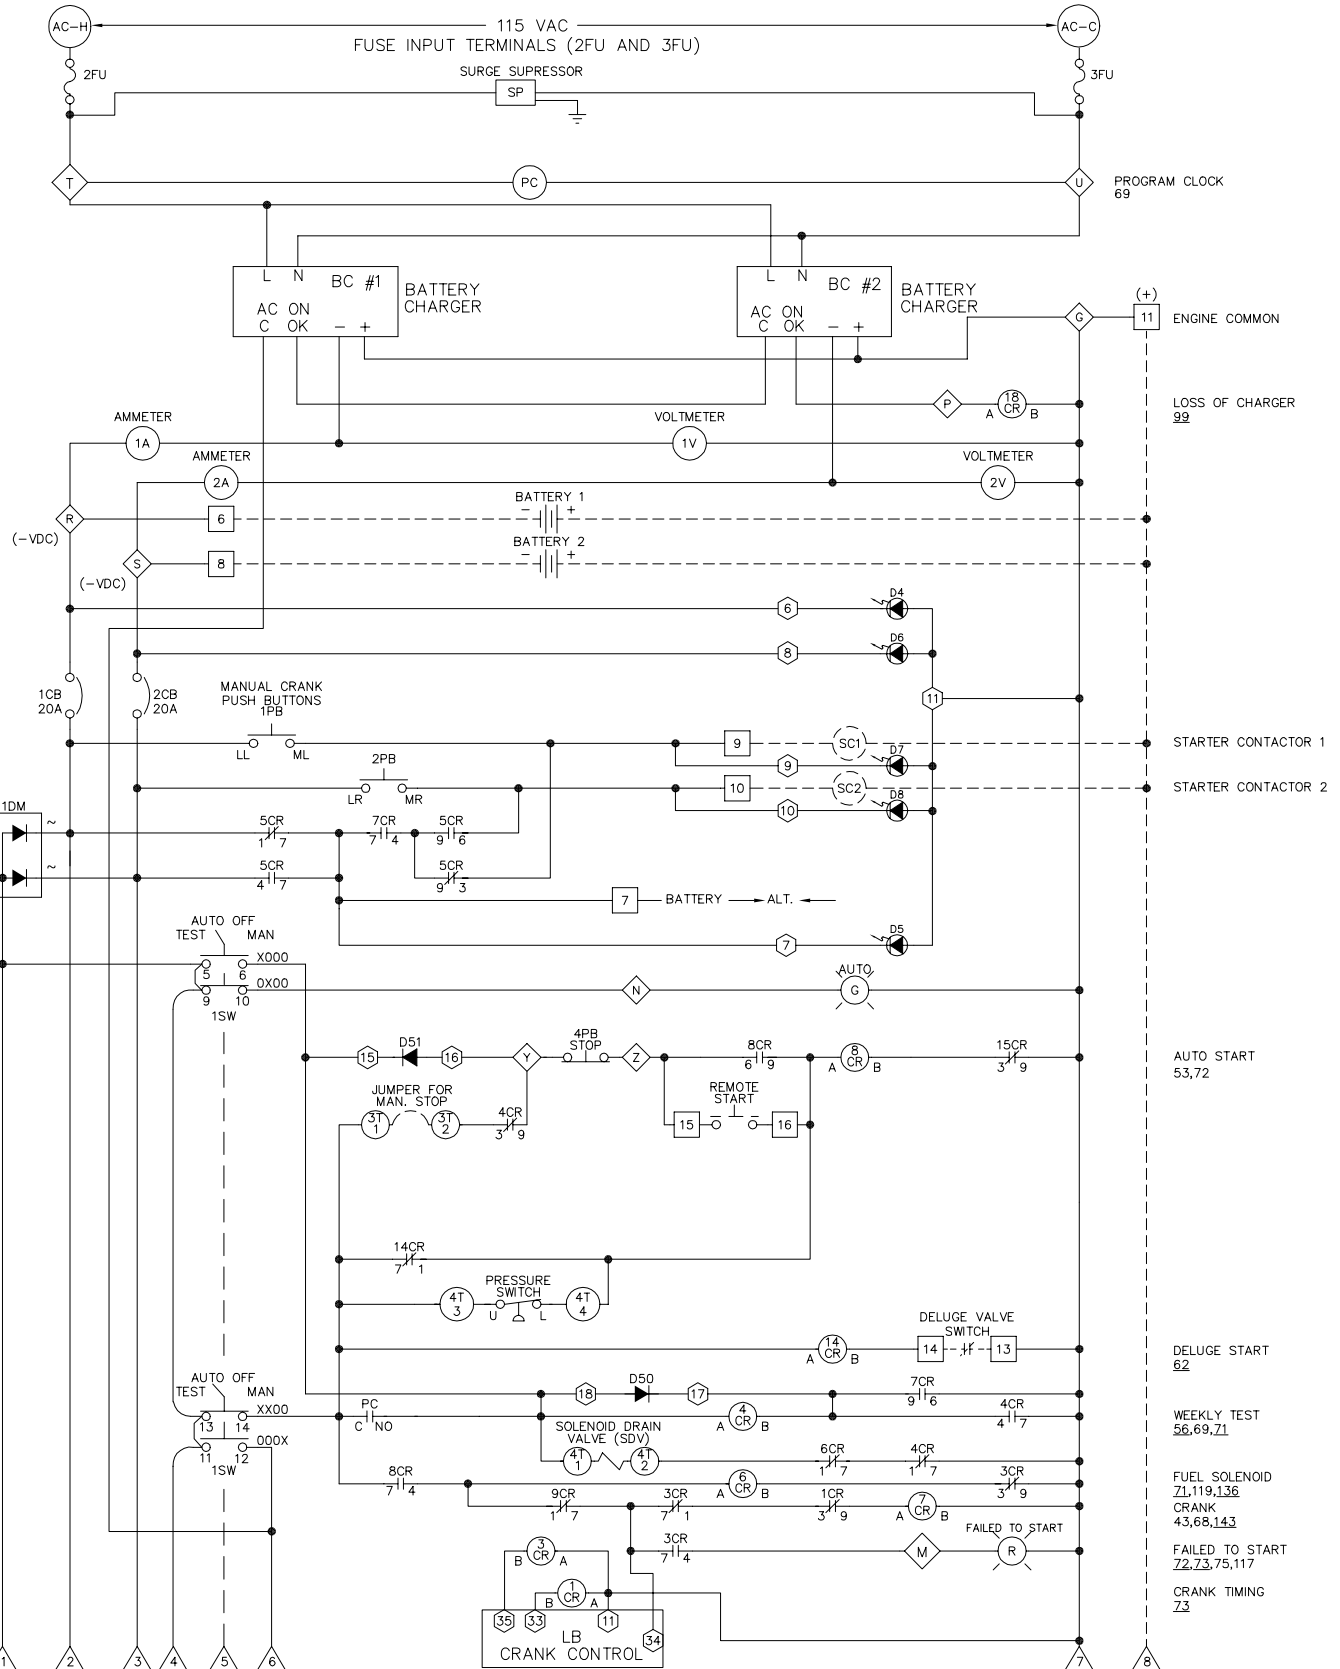 AC-H
115 VAC
AC-C
FUSE INPUT TERMINALS (2FU AND 3FU)
2FU
SURGE SUPRESSOR
3FU
SP
T
PC
U
PROGRAM CLOCK
69
L N
BC #1
BATTERY
CHARGER
AC ON
C OK - +
L N
BC #2
BATTERY
CHARGER
AC ON
C OK - +
G
(+)
11
ENGINE COMMON
P
A
18
CR
B
LOSS OF CHARGER
99
AMMETER
1A
VOLTMETER
1V
AMMETER
2A
VOLTMETER
2V
R
(-VDC)
6
BATTERY 1
- +
BATTERY 2
- +
S
(-VDC)
8
6
D4
8
D6
1CB
20A
2CB
20A
MANUAL CRANK
PUSH BUTTONS
1PB
LL
ML
11
9
SC1
STARTER CONTACTOR 1
9
D7
2PB
LR
MR
10
SC2
STARTER CONTACTOR 2
10
D8
1DM
~
5CR
1 7
7CR
7 4
5CR
9 6
~
5CR
4 7
5CR
9 3
7
BATTERY
ALT.
7
D5
AUTO OFF
TEST MAN
5 6
X000
9 10
0X00
1SW
N
AUTO
G
15
D51
16
Y
4PB
STOP
Z
8CR
6 9
A
8
CR
B
15CR
3 9
AUTO START
53,72
JUMPER FOR
MAN. STOP
3T
1
3T
2
4CR
3 9
REMOTE
START
15
16
14CR
7 1
PRESSURE
SWITCH
4T
3
U
L
4T
4
DELUGE VALVE
SWITCH
A
14
CR
B
14
13
DELUGE START
62
AUTO OFF
TEST MAN
13 14
XX00
11 12
000X
1SW
18
D50
17
7CR
9 6
PC
C NO
A
4
CR
B
4CR
4 7
WEEKLY TEST
56,69,71
SOLENOID DRAIN
VALVE (SDV)
4T
1
4T
2
6CR
1 7
4CR
1 7
8CR
7 4
A
6
CR
B
3CR
3 9
FUEL SOLENOID
71,119,136
9CR
1 7
3CR
7 1
1CR
3 9
A
7
CR
B
CRANK
43,68,143
3CR
7 4
M
FAILED TO START
R
FAILED TO START
72,73,75,117
B
3
CR
A
B
1
CR
A
CRANK TIMING
73
35
33
11
34
LB
CRANK CONTROL
1
2
3
4
5
6
7
8